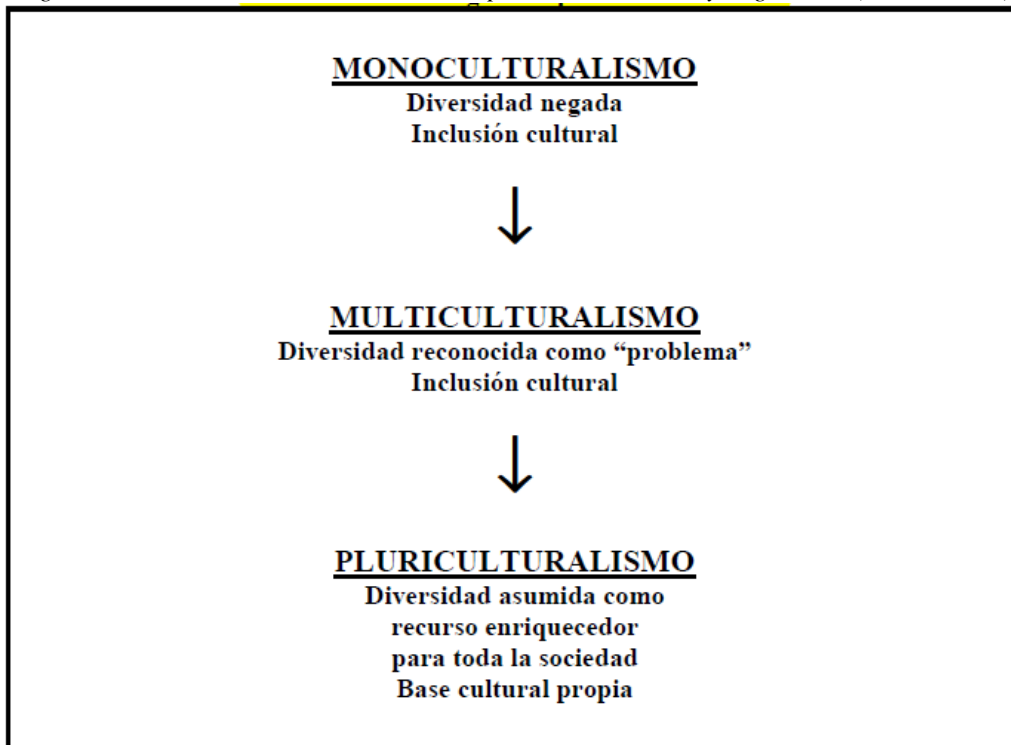 MONOCULTURALISMO
Diversidad negada
Inclusión cultural
↓
MULTICULTURALISMO
Diversidad reconocida como “problema”
Inclusión cultural
↓
PLURICULTURALISMO
Diversidad asumida como
recurso enriquecedor
para toda la sociedad
Base cultural propia